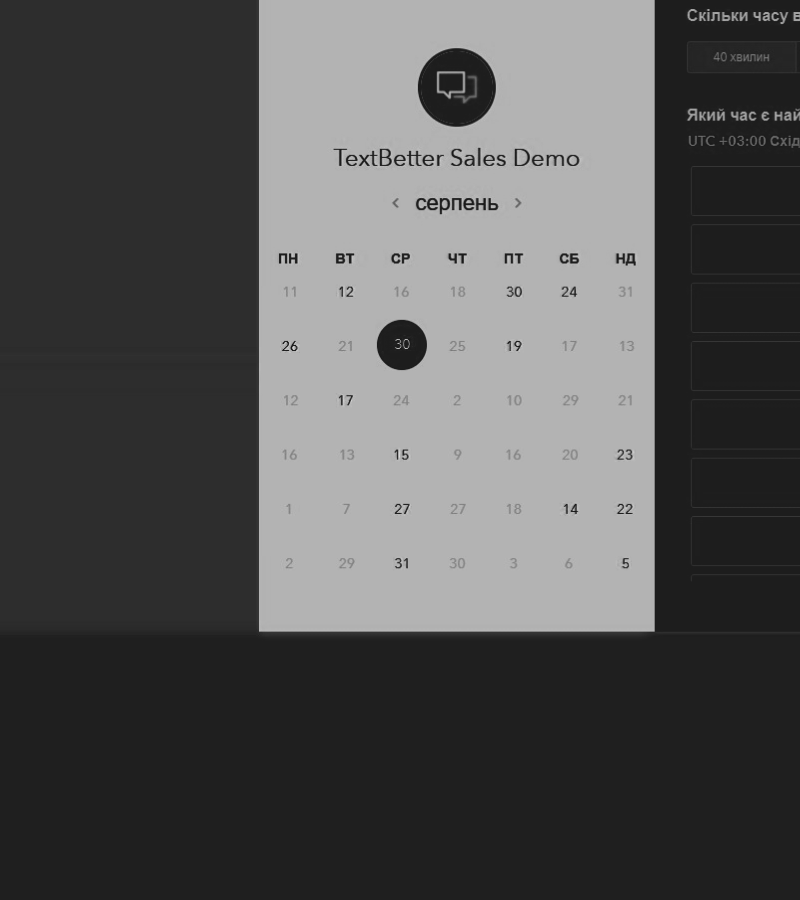 TextBetter Sales Demo
серпень
ПН ВТ СР ЧТ ПТ СБ НД
11 12 16 18 30 24 31
26 21 30 25 19 17 13
12 17 24 2 10 29 21
16 13 15 9 16 20 23
1 7 27 27 18 14 22
2 29 31 30 3 6 5
Скільки часу в
40 хвилин
Який час є най
UTC +03:00 Схід